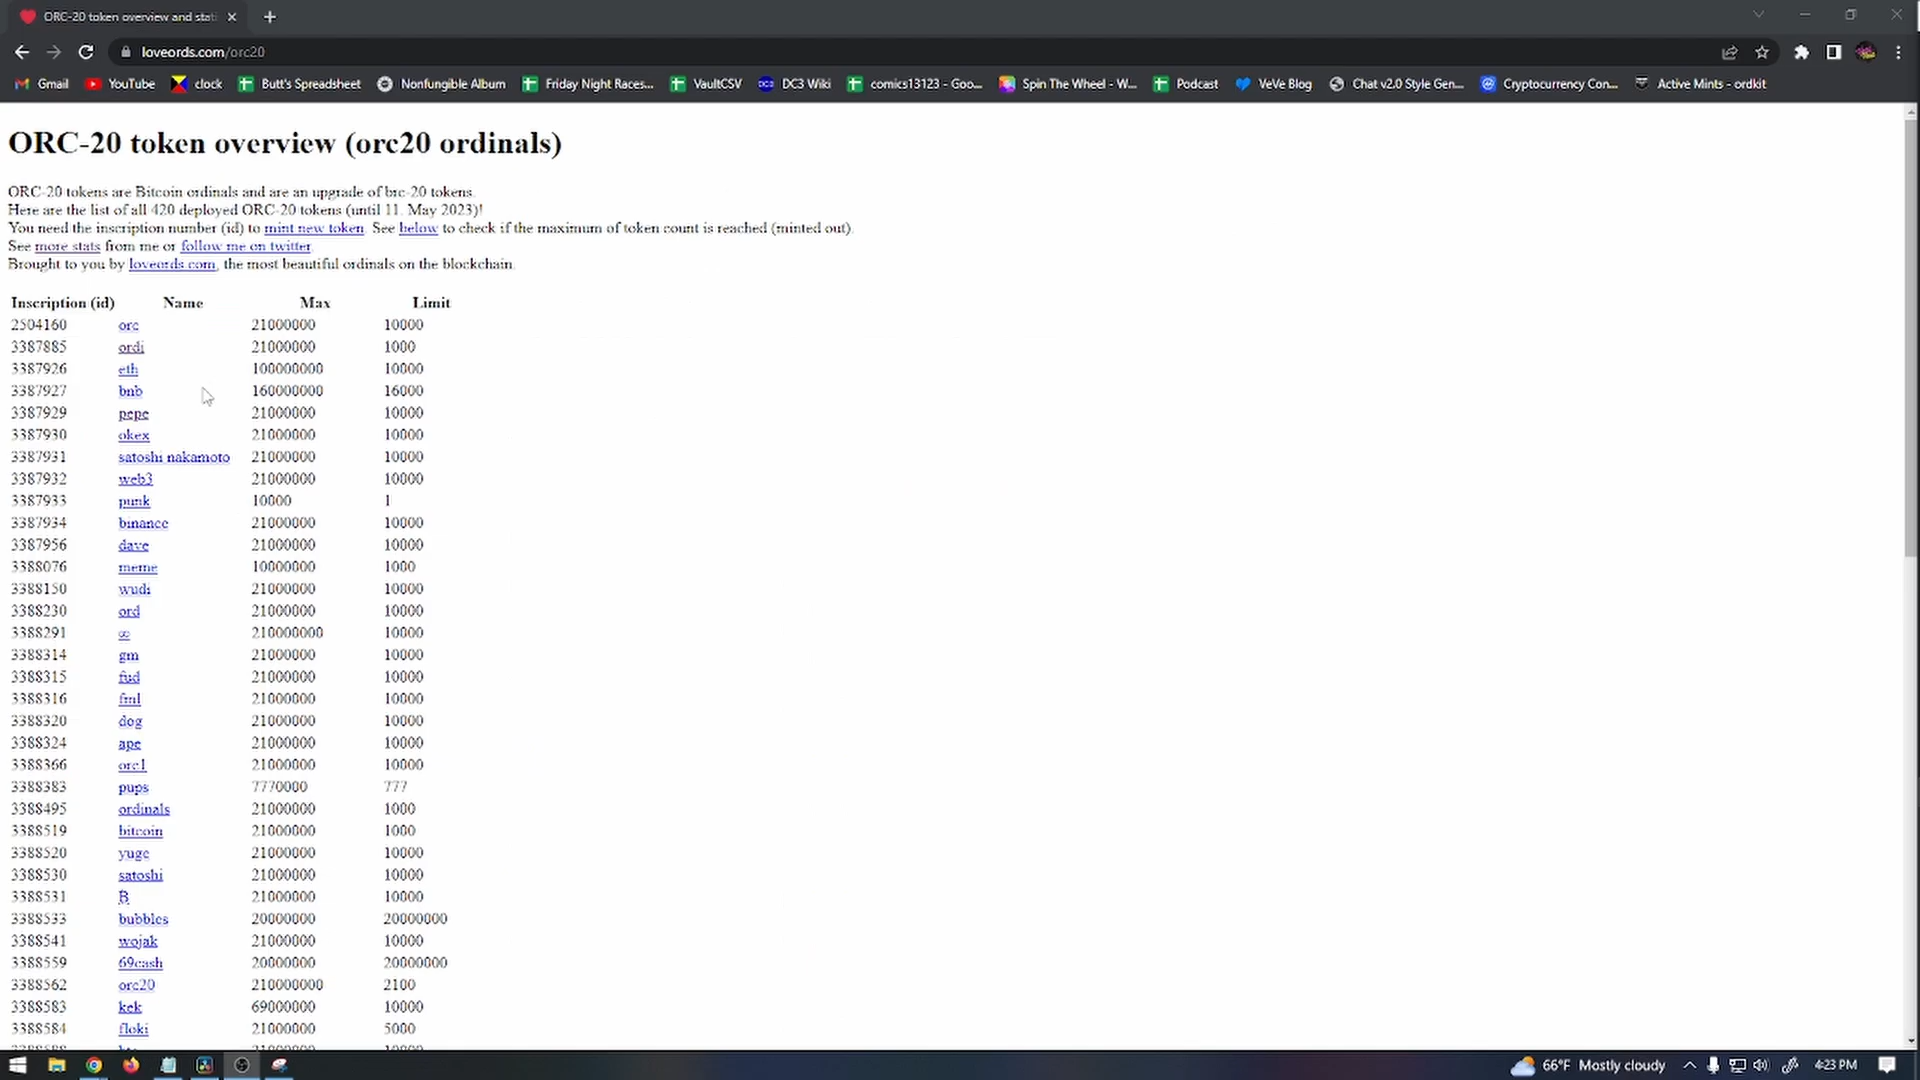 ORC-20 token overview and stati
loveords.com/orc20
Gmail YouTube clock Butt's Spreadsheet Nonfungible Album Friday Night Races... VaultCSV DC3 Wiki comics13123 - Goo... Spin The Wheel - W... Podcast VeVe Blog Chat v2.0 Style Gen... Cryptocurrency Con... Active Mints - ordkit
ORC-20 token overview (orc20 ordinals)
ORC-20 tokens are Bitcoin ordinals and are an upgrade of brc-20 tokens.
Here are the list of all 420 deployed ORC-20 tokens (until 11. May 2023)!
You need the inscription number (id) to mint new token. See below to check if the maximum of token count is reached (minted out).
See more stats from me or follow me on twitter.
Brought to you by loveords.com, the most beautiful ordinals on the blockchain.
Inscription (id) Name Max Limit
2504160 orc 21000000 10000
3387885 ordi 21000000 1000
3387926 eth 100000000 10000
3387927 bnb 160000000 16000
3387929 pepe 21000000 10000
3387930 okex 21000000 10000
3387931 satoshi nakamoto 21000000 10000
3387932 web3 21000000 10000
3387933 punk 10000 1
3387934 binance 21000000 10000
3387956 dave 21000000 10000
3388076 meme 10000000 1000
3388150 wudi 21000000 10000
3388230 ord 21000000 10000
3388291 ∞ 210000000 10000
3388314 gm 21000000 10000
3388315 fud 21000000 10000
3388316 fml 21000000 10000
3388320 dog 21000000 10000
3388324 ape 21000000 10000
3388366 orc1 21000000 10000
3388383 pups 7770000 777
3388495 ordinals 21000000 1000
3388519 bitcoin 21000000 1000
3388520 yuge 21000000 10000
3388530 satoshi 21000000 10000
3388531 21000000 10000
3388533 bubbles 20000000 20000000
3388541 wojak 21000000 10000
3388559 69cash 20000000 20000000
3388562 orc20 210000000 2100
3388583 kek 69000000 10000
3388584 floki 21000000 5000
66°F Mostly cloudy 4:23 PM